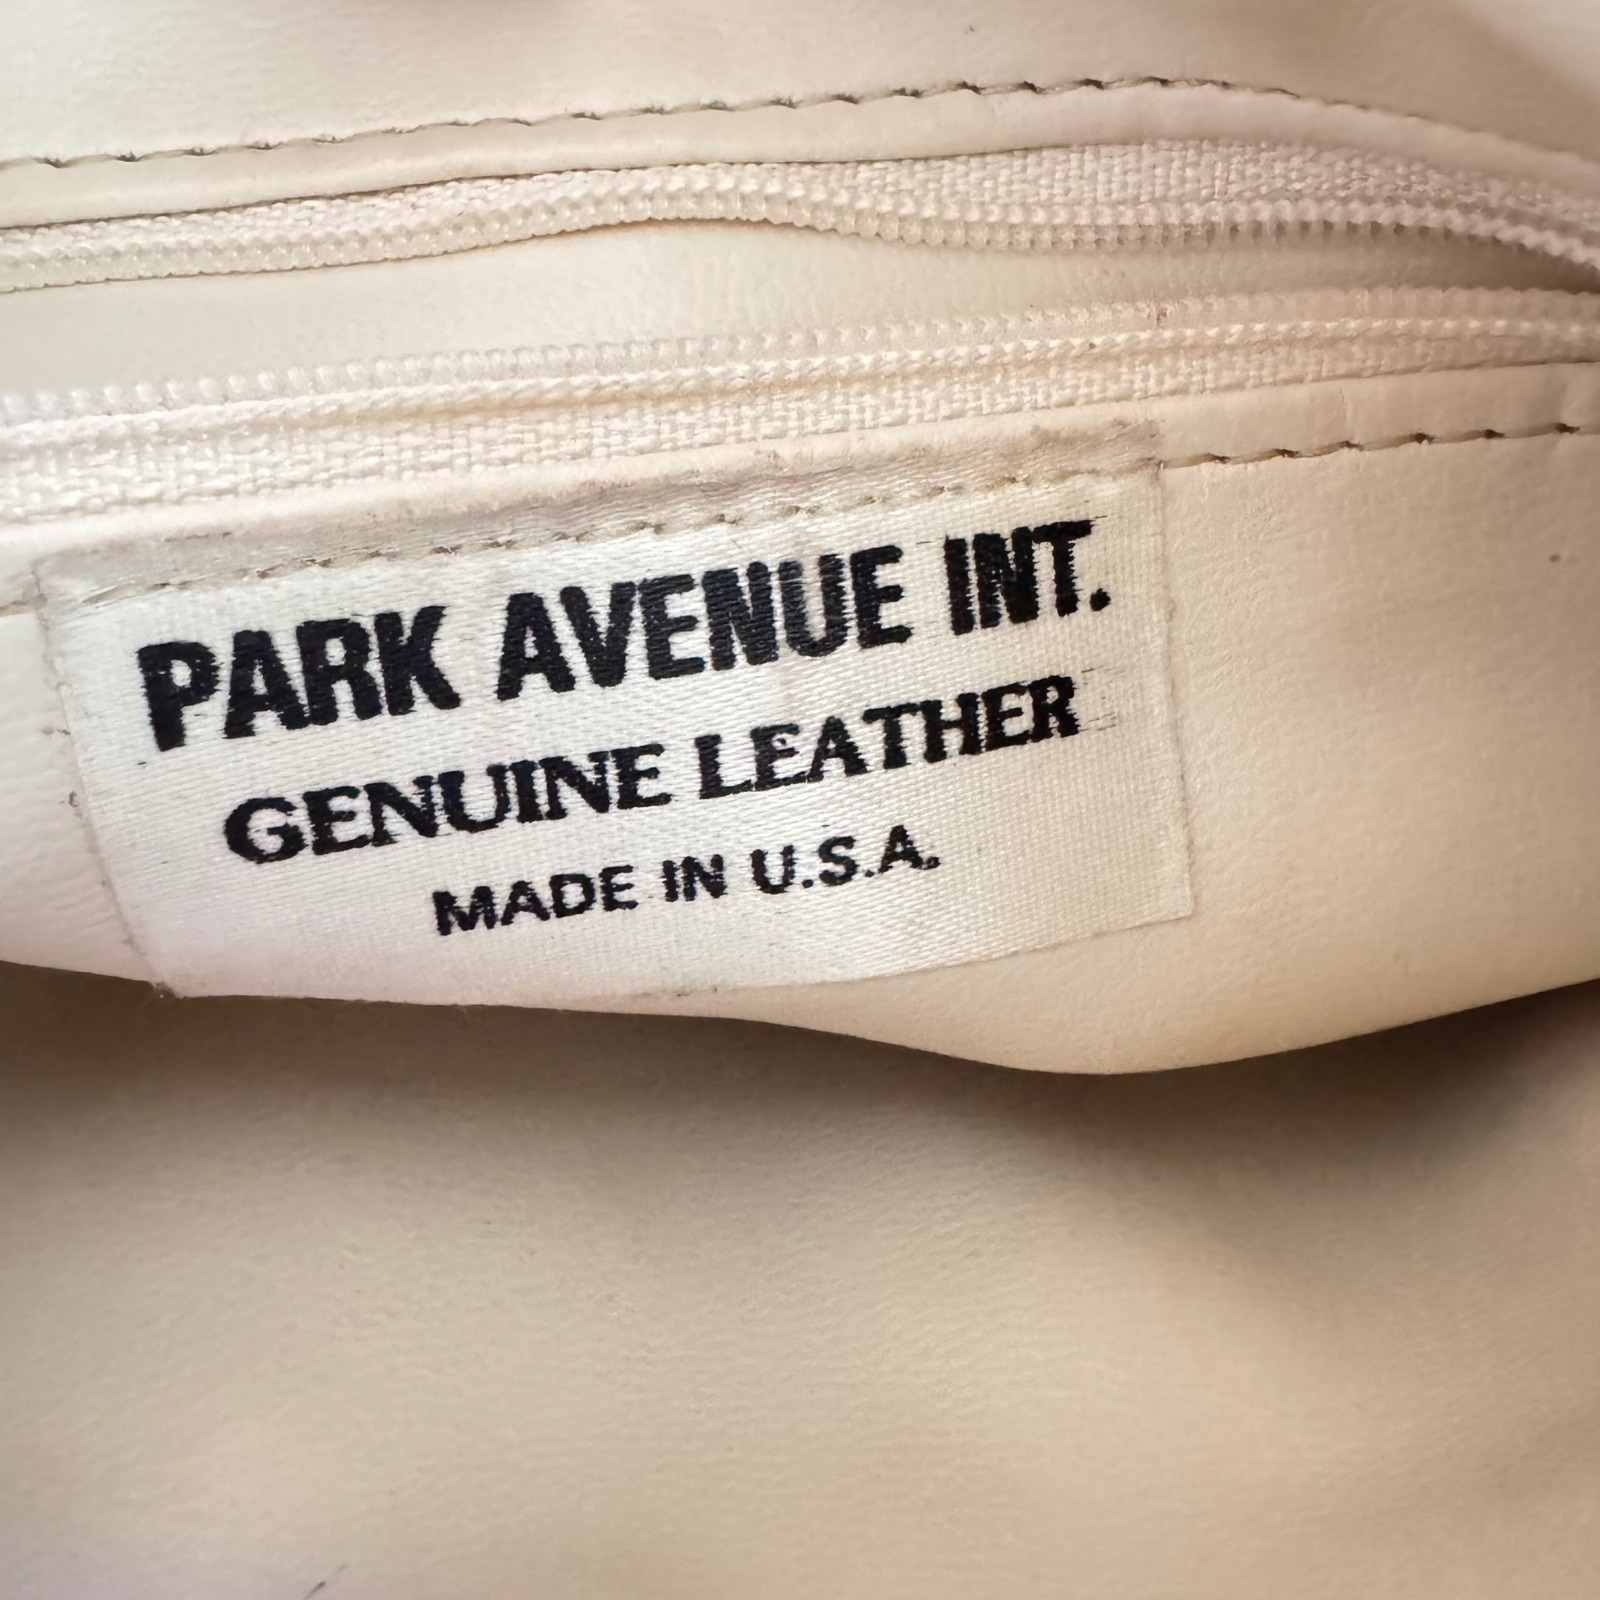 PARK AVENUE INT.
GENUINE LEATHER
MADE IN U.S.A.